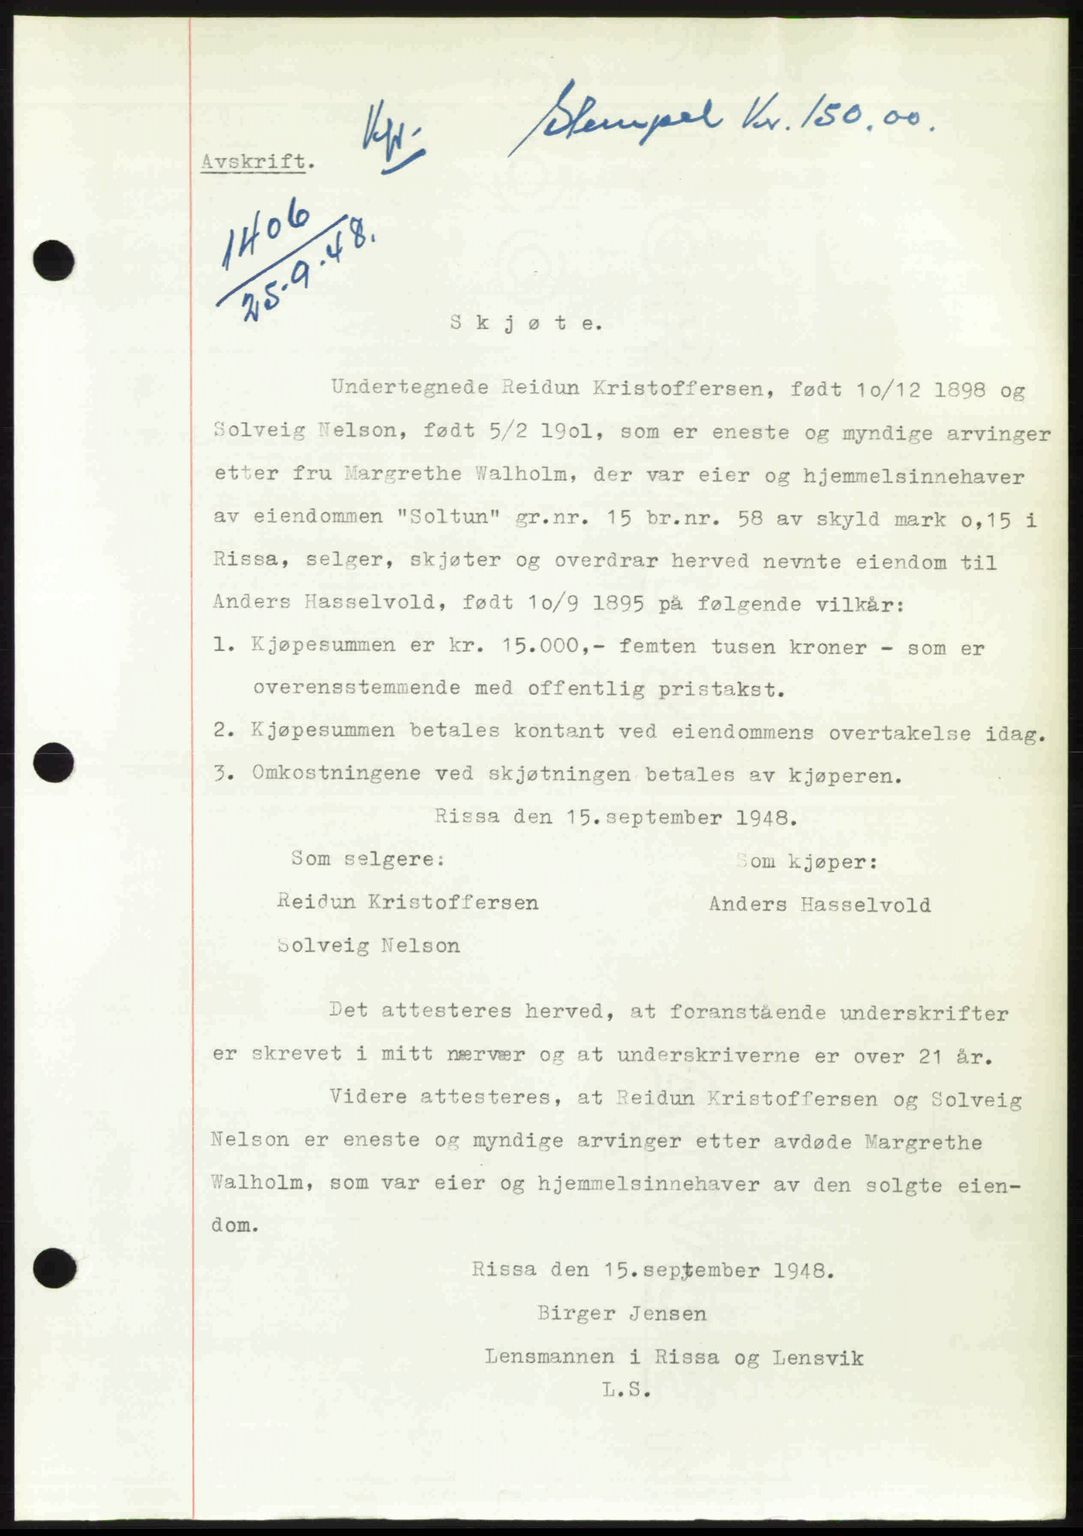 Stempel Kr. 150.00.
Avskrift.
1406
25-9-48.
S k j ø t e.
Undertegnede Reidun Kristoffersen, født 1o/12 1898 og
Solveig Nelson, født 5/2 19o1, som er eneste og myndige arvinger
etter fru Margrethe Walholm, der var eier og hjemmelsinnehaver
av eiendommen "Soltun" gr.nr. 15 br.nr. 58 av skyld mark o,15 i
Rissa, selger, skjøter og overdrar herved nevnte eiendom til
Anders Hasselvold, født 1o/9 1895 på følgende vilkår:
1. Kjøpesummen er kr. 15.000,- femten tusen kroner - som er
overensstemmende med offentlig pristakst.
2. Kjøpesummen betales kontant ved eiendommens overtakelse idag.
3. Omkostningene ved skjøtningen betales av kjøperen.
Rissa den 15.september 1948.
Som selgere: Som kjøper:
Reidun Kristoffersen Anders Hasselvold
Solveig Nelson
Det attesteres herved, at foranstående underskrifter
er skrevet i mitt nærvær og at underskriverne er over 21 år.
Videre attesteres, at Reidun Kristoffersen og Solveig
Nelson er eneste og myndige arvinger etter avdøde Margrethe
Walholm, som var eier og hjemmelsinnehaver av den solgte eien-
dom.
Rissa den 15.september 1948.
Birger Jensen
Lensmannen i Rissa og Lensvik
L.S.